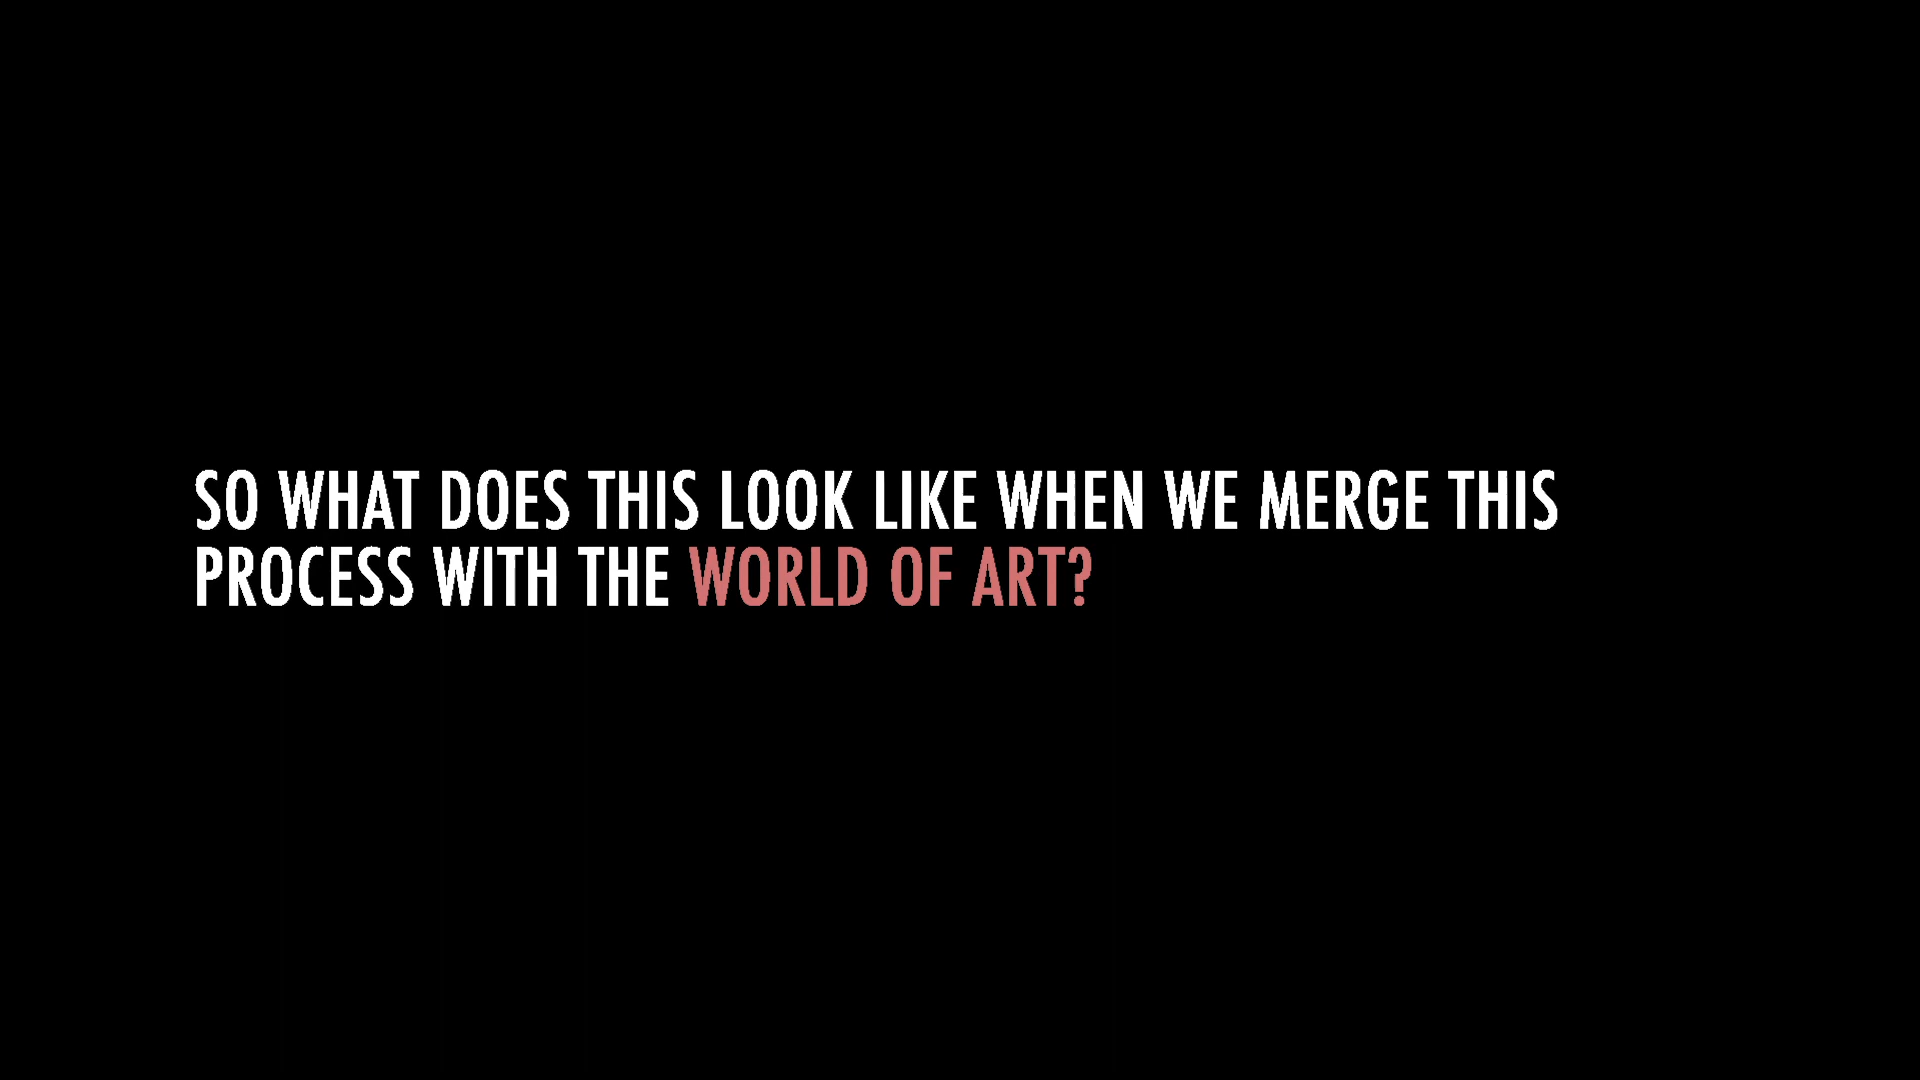 SO WHAT DOES THIS LOOK LIKE WHEN WE MERGE THIS
PROCESS WITH THE WORLD OF ART?